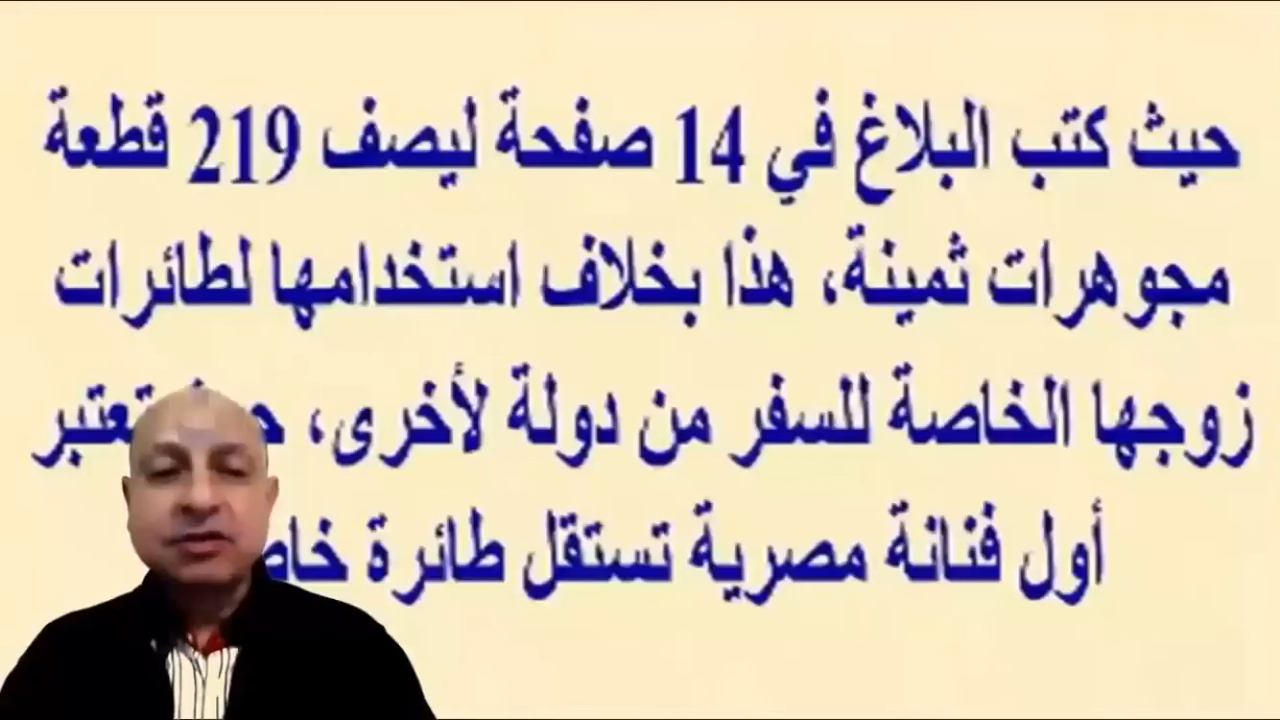 حيث كتب البلاغ في 14 صفحة ليصف 219 قطعة
مجوهرات ثمينة، هذا بخلاف استخدامها لطائرات
زوجها الخاصة للسفر من دولة لأخرى، تعتبر
أول فنانة مصرية تستقل طائرة